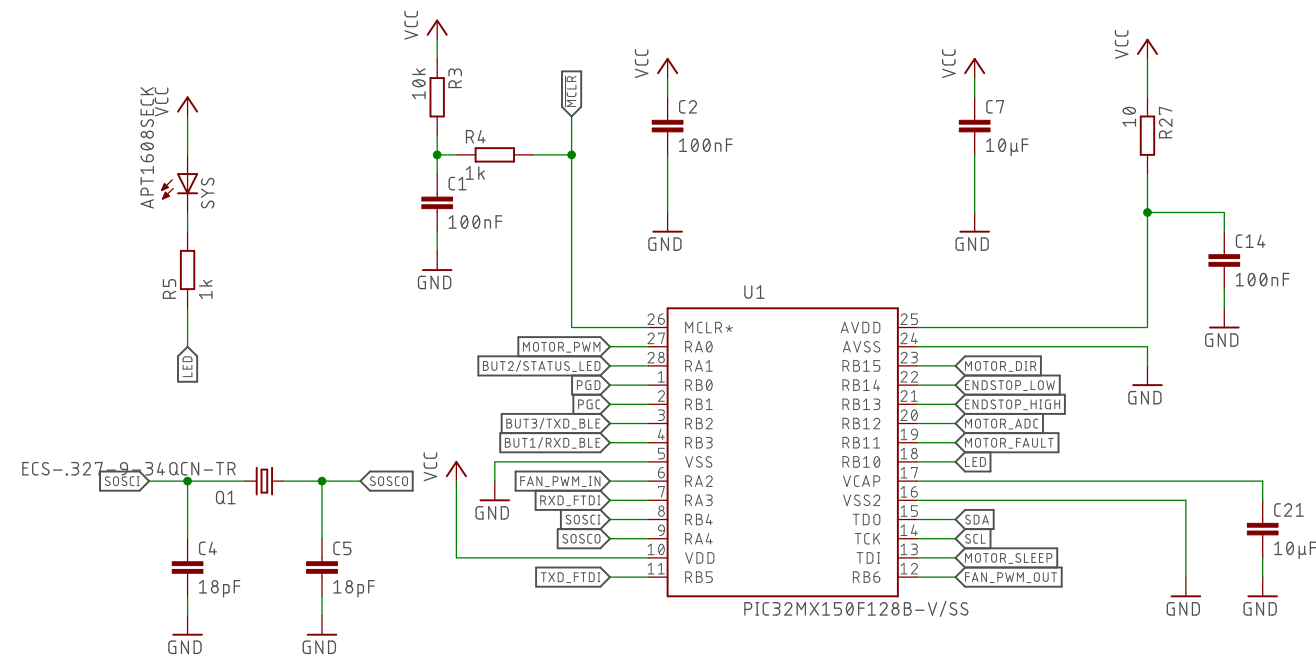 VCC
R3
10k
MCLR
R4
1k
C1
100nF
GND
VCC
C2
100nF
GND
VCC
C7
10µF
GND
VCC
10
R27
C14
100nF
GND
APT1608SECK
VCC
SYS
R5
1k
LED
U1
26 MCLR* AVDD 25
MOTOR_PWM 27 RA0 AVSS 24
GND
BUT2/STATUS_LED 28 RA1 RB15 23 MOTOR_DIR
PGD 1 RB0 RB14 22 ENDSTOP_LOW
PGC 2 RB1 RB13 21 ENDSTOP_HIGH
BUT3/TXD_BLE 3 RB2 RB12 20 MOTOR_ADC
BUT1/RXD_BLE 4 RB3 RB11 19 MOTOR_FAULT
5 VSS RB10 18 LED
FAN_PWM_IN 6 RA2 VCAP 17
RXD_FTDI 7 RA3 VSS2 16
SOSCI 8 RB4 TDO 15 SDA
SOSCO 9 RA4 TCK 14 SCL
10 VDD TDI 13 MOTOR_SLEEP
TXD_FTDI 11 RB5 RB6 12 FAN_PWM_OUT
PIC32MX150F128B-V/SS
VCC
GND
GND
C21
10µF
GND
ECS-.327-9-34QCN-TR
SOSCI
Q1
SOSCO
C4
18pF
GND
C5
18pF
GND